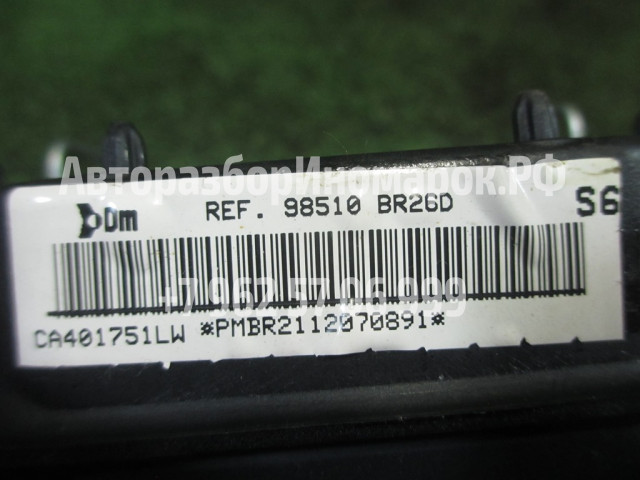 АвторазборИномарок.РФ
Dm REF. 98510 BR26D S6
+7 962 57 06 999
CA401751LW *PMBR2112070891*